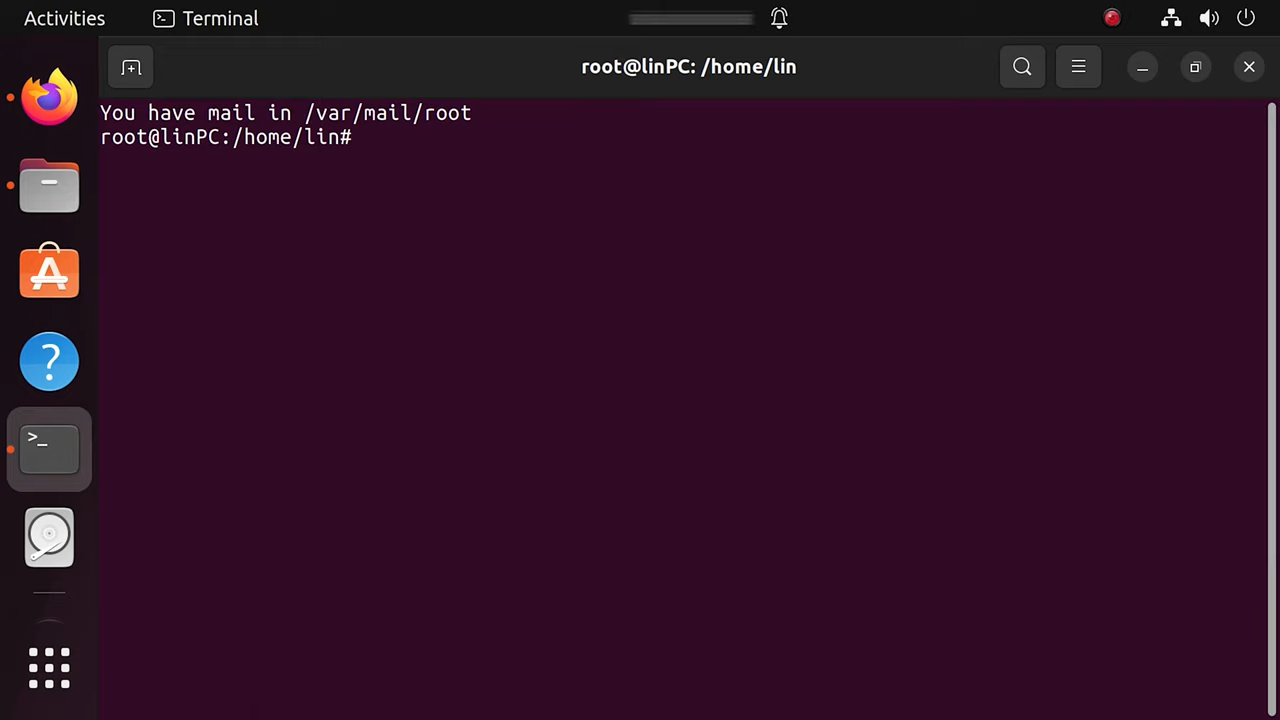 Activities
Terminal
root@linPC: /home/lin
You have mail in /var/mail/root
root@linPC:/home/lin#